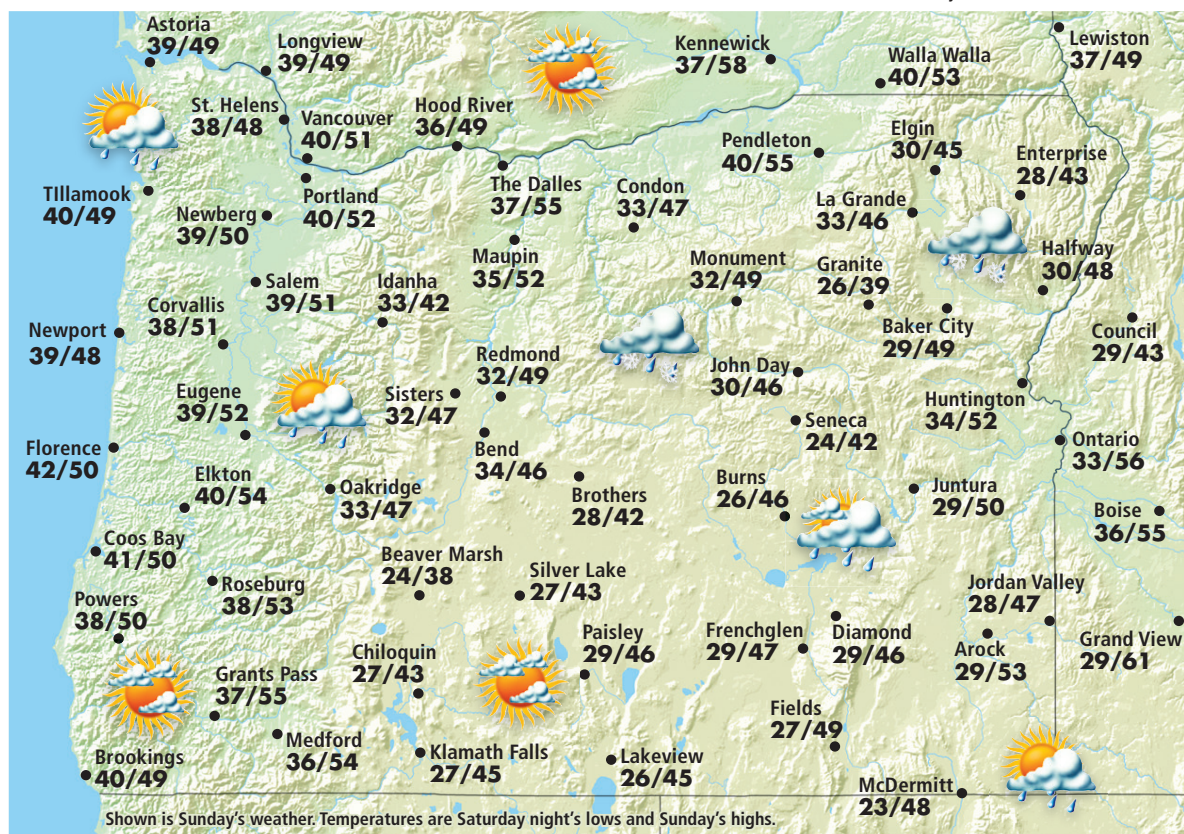 Astoria
39/49
Longview
39/49
Kennewick
37/58
Walla Walla
40/53
Lewiston
37/49
St. Helens
38/48
Vancouver
40/51
Hood River
36/49
Pendleton
40/55
Elgin
30/45
Enterprise
28/43
TIllamook
40/49
Newberg
39/50
Portland
40/52
The Dalles
37/55
Condon
33/47
La Grande
33/46
Maupin
35/52
Monument
32/49
Granite
26/39
Halfway
30/48
Salem
39/51
Idanha
33/42
Corvallis
38/51
Newport
39/48
Baker City
29/49
Council
29/43
Redmond
32/49
John Day
30/46
Eugene
39/52
Sisters
32/47
Huntington
34/52
Seneca
24/42
Florence
42/50
Bend
34/46
Ontario
33/56
Elkton
40/54
Oakridge
33/47
Brothers
28/42
Burns
26/46
Juntura
29/50
Boise
36/55
Coos Bay
41/50
Beaver Marsh
24/38
Silver Lake
27/43
Roseburg
38/53
Jordan Valley
28/47
Powers
38/50
Paisley
29/46
Frenchglen
29/47
Diamond
29/46
Arock
29/53
Grand View
29/61
Chiloquin
27/43
Grants Pass
37/55
Fields
27/49
Medford
36/54
Klamath Falls
27/45
Lakeview
26/45
Brookings
40/49
McDermitt
23/48
Shown is Sunday's weather. Temperatures are Saturday night's lows and Sunday's highs.